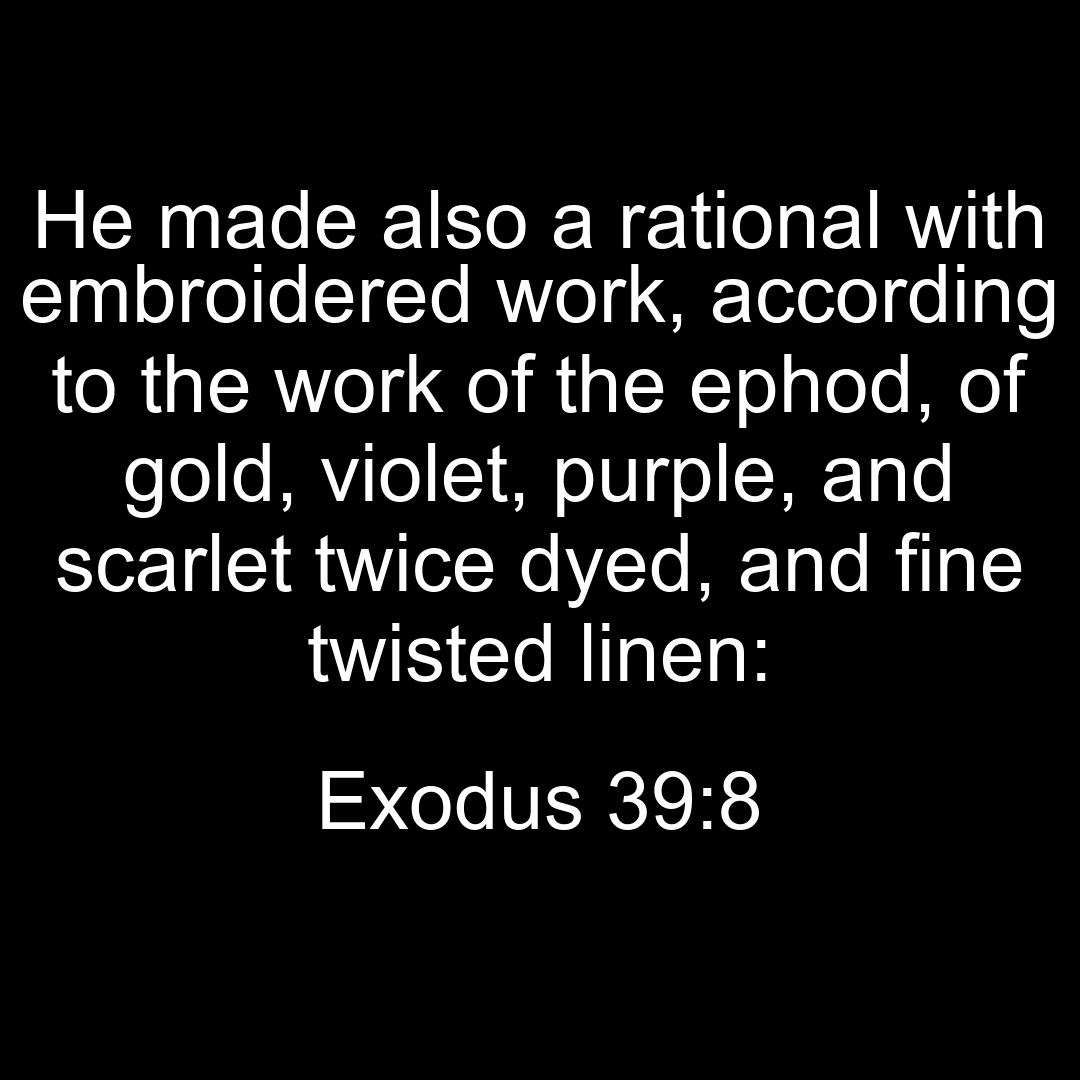 He made also a rational with
embroidered work, according
to the work of the ephod, of
gold, violet, purple, and
scarlet twice dyed, and fine
twisted linen:
Exodus 39:8